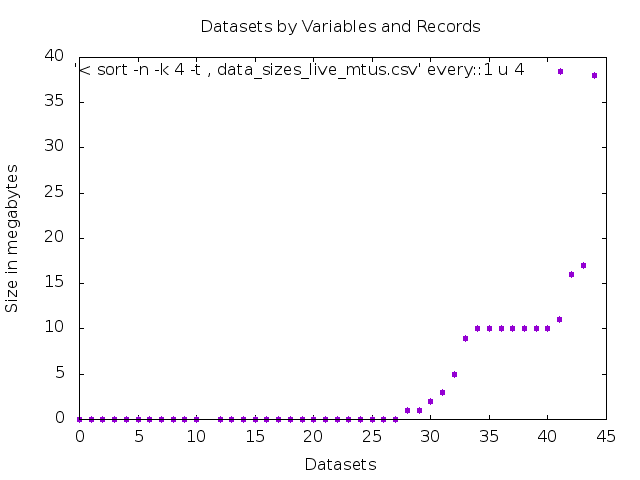 Datasets by Variables and Records
40
'< sort -n -k 4 -t , data_sizes_live_mtus.csv' every::1 u 4
35
30
25
20
15
10
5
0
Size in megabytes
0 5 10 15 20 25 30 35 40 45
Datasets